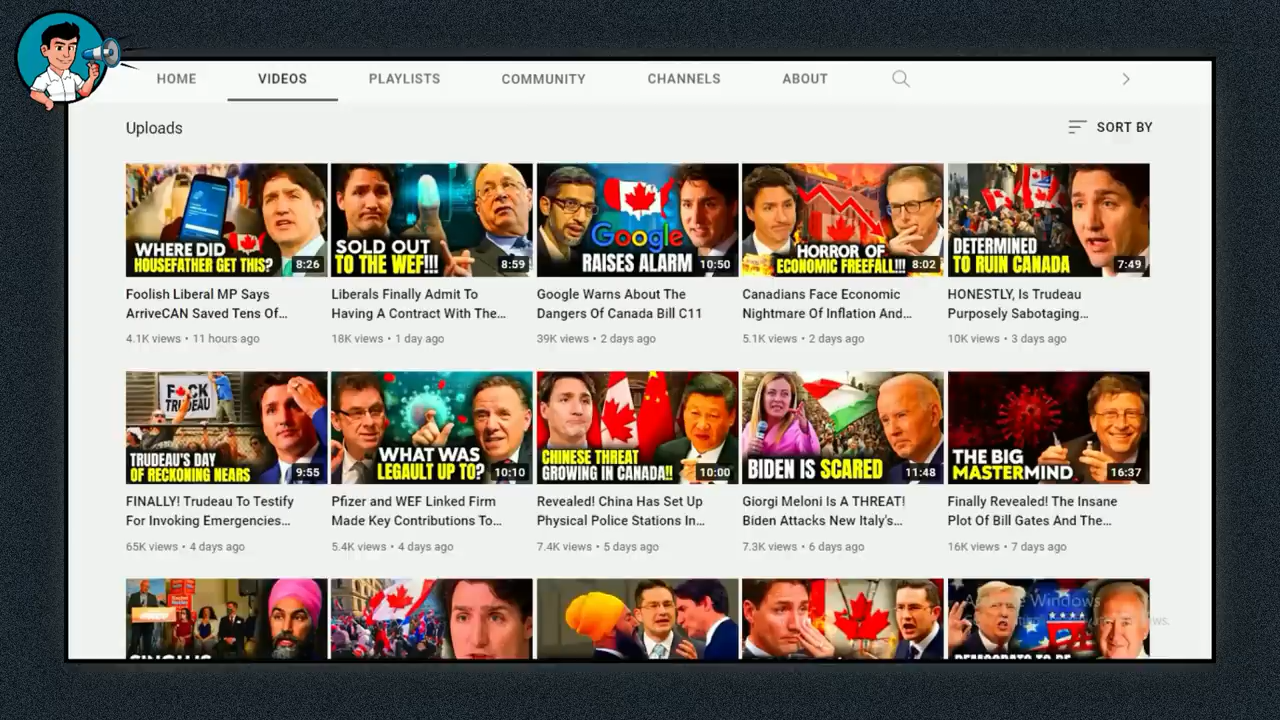 HOME VIDEOS PLAYLISTS COMMUNITY CHANNELS ABOUT
Uploads
SORT BY
WHERE DID
HOUSEFATHER GET THIS?
8:26
SOLD OUT
TO THE WEF!!!
8:59
Google
RAISES ALARM
10:50
HORROR OF
ECONOMIC FREEFALL!!!
8:02
DETERMINED
TO RUIN CANADA
7:49
Foolish Liberal MP Says
ArriveCAN Saved Tens Of...
4.1K views • 11 hours ago
Liberals Finally Admit To
Having A Contract With The...
18K views • 1 day ago
Google Warns About The
Dangers Of Canada Bill C11
39K views • 2 days ago
Canadians Face Economic
Nightmare Of Inflation And...
5.1K views • 2 days ago
HONESTLY, Is Trudeau
Purposely Sabotaging...
10K views • 3 days ago
F*CK
TRUDEAU
TRUDEAU'S DAY
OF RECKONING NEARS
9:55
WHAT WAS
LEGAULT UP TO?
10:10
CHINESE THREAT
GROWING IN CANADA!!
10:00
BIDEN IS SCARED
11:48
THE BIG
MASTERMIND
16:37
FINALLY! Trudeau To Testify
For Invoking Emergencies...
65K views • 4 days ago
Pfizer and WEF Linked Firm
Made Key Contributions To...
5.4K views • 4 days ago
Revealed! China Has Set Up
Physical Police Stations In...
7.4K views • 5 days ago
Giorgi Meloni Is A THREAT!
Biden Attacks New Italy's...
7.3K views • 6 days ago
Finally Revealed! The Insane
Plot Of Bill Gates And The...
16K views • 7 days ago
Windows